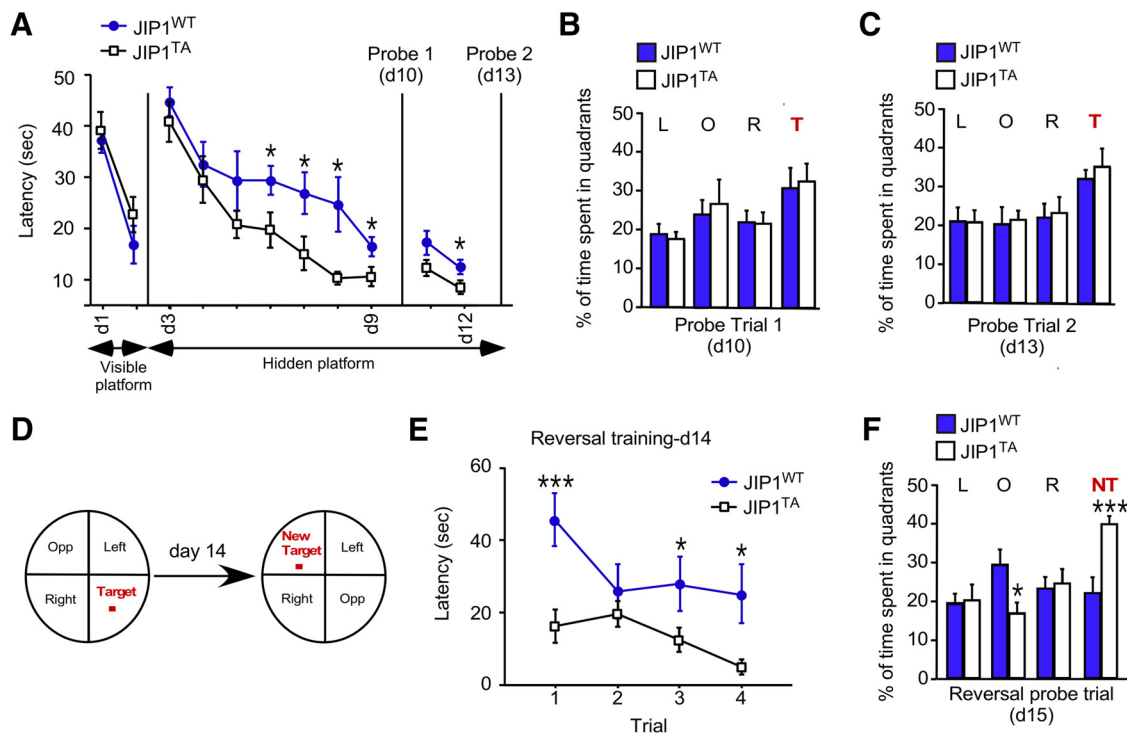 A
JIP1WT
JIP1TA
Probe 1
(d10)
Probe 2
(d13)
Latency (sec)
50
40
30
20
10
* * * * *
d1
d3
d9
d12
Visible
platform
Hidden platform
B
JIP1WT
JIP1TA
% of time spent in quadrants
50
40
30
20
10
0
L O R T
Probe Trial 1
(d10)
C
JIP1WT
JIP1TA
% of time spent in quadrants
50
40
30
20
10
0
L O R T
Probe Trial 2
(d13)
D
Opp Left
Right Target
day 14
New
Target
Left
Right Opp
E
Reversal training-d14
JIP1WT
JIP1TA
Latency (sec)
60
40
20
0
*** * *
1 2 3 4
Trial
F
JIP1WT
JIP1TA
% of time spent in quadrants
50
40
30
20
10
0
L O R NT
* ***
Reversal probe trial
(d15)